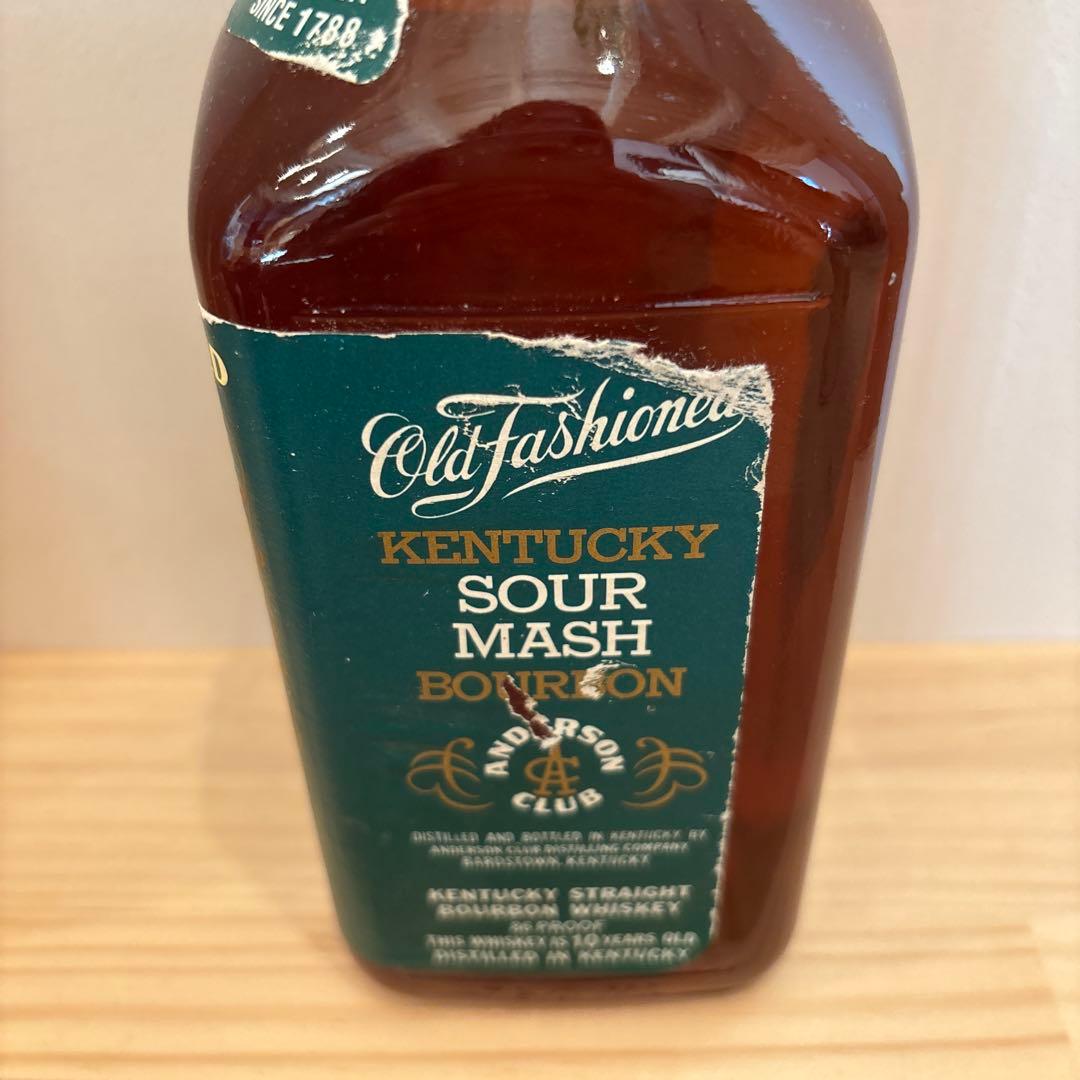 SINCE 1788
D
Old Fashioned
KENTUCKY
SOUR
MASH
BOURBON
ANDERSON
AC
CLUB
DISTILLED AND BOTTLED IN KENTUCKY BY
ANDERSON CLUB DISTILLING COMPANY
BARDSTOWN, KENTUCKY
KENTUCKY STRAIGHT
BOURBON WHISKEY
86 PROOF
THIS WHISKEY IS 10 YEARS OLD
DISTILLED IN KENTUCKY